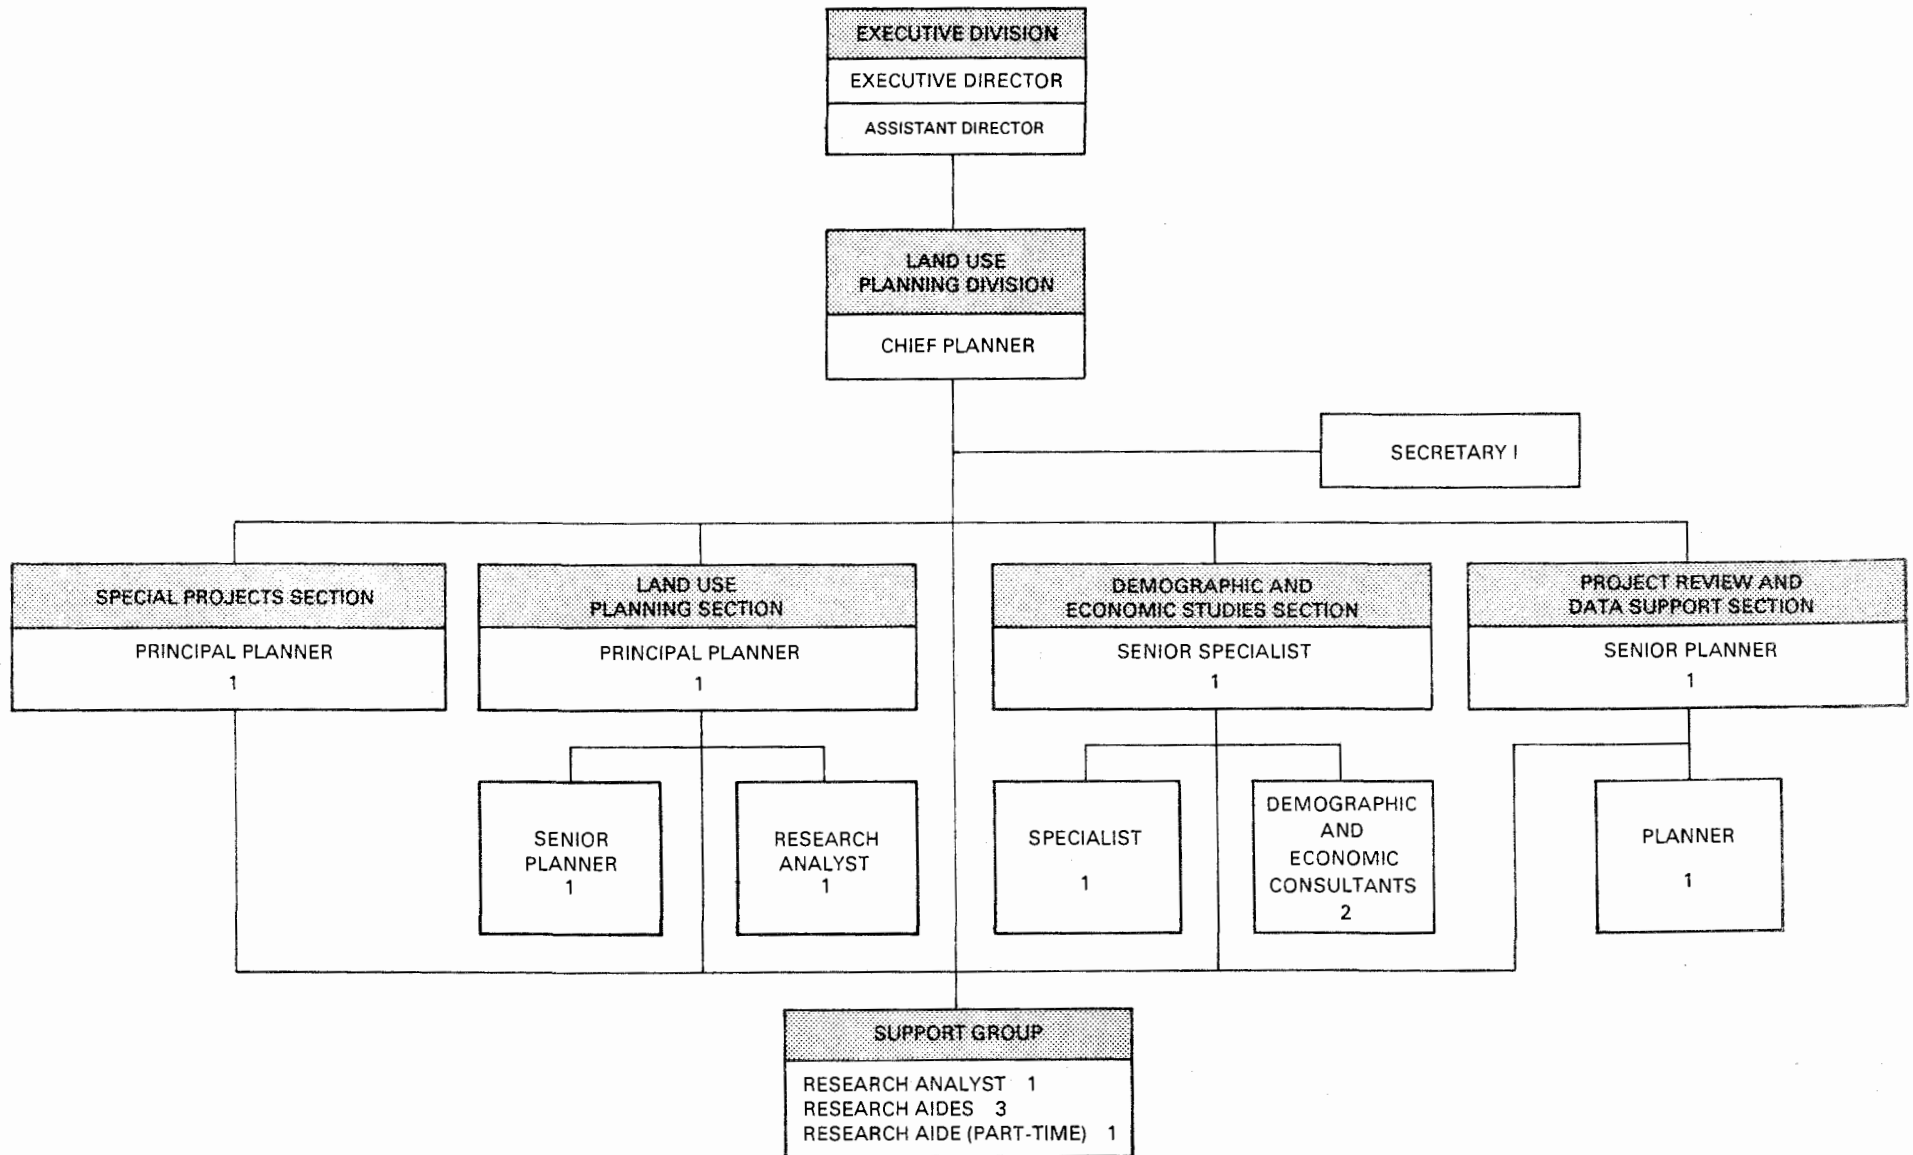 EXECUTIVE DIVISION
EXECUTIVE DIRECTOR
ASSISTANT DIRECTOR
LAND USE
PLANNING DIVISION
CHIEF PLANNER
SECRETARY I
SPECIAL PROJECTS SECTION
PRINCIPAL PLANNER
1
LAND USE
PLANNING SECTION
PRINCIPAL PLANNER
1
DEMOGRAPHIC AND
ECONOMIC STUDIES SECTION
SENIOR SPECIALIST
1
PROJECT REVIEW AND
DATA SUPPORT SECTION
SENIOR PLANNER
1
SENIOR
PLANNER
1
RESEARCH
ANALYST
1
SPECIALIST
1
DEMOGRAPHIC
AND
ECONOMIC
CONSULTANTS
2
PLANNER
1
SUPPORT GROUP
RESEARCH ANALYST 1
RESEARCH AIDES 3
RESEARCH AIDE (PART-TIME) 1